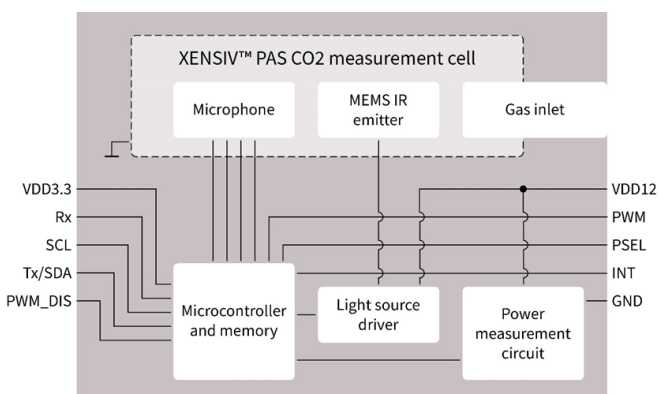 XENSIV™ PAS CO2 measurement cell
Microphone
MEMS IR
emitter
Gas inlet
VDD3.3
Rx
SCL
Tx/SDA
PWM_DIS
VDD12
PWM
PSEL
INT
GND
Microcontroller
and memory
Light source
driver
Power
measurement
circuit